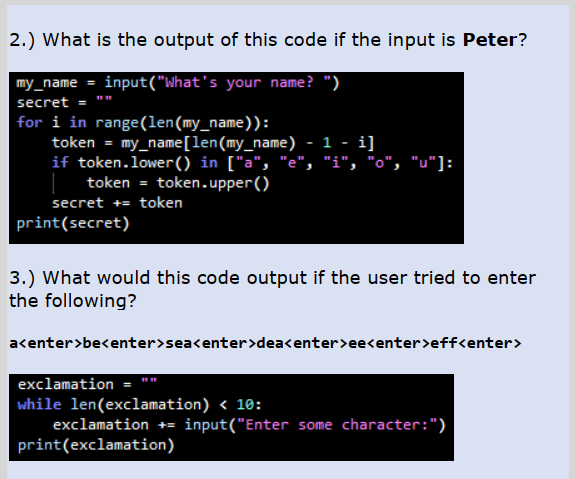 2.) What is the output of this code if the input is Peter?
my_name = input("What's your name? ")
secret = ""
for i in range(len(my_name)):
    token = my_name[len(my_name) - 1 - i]
    if token.lower() in ["a", "e", "i", "o", "u"]:
        token = token.upper()
    secret += token
print(secret)
3.) What would this code output if the user tried to enter
the following?
a<enter>be<enter>sea<enter>dea<enter>ee<enter>eff<enter>
exclamation = ""
while len(exclamation) < 10:
    exclamation += input("Enter some character:")
print(exclamation)